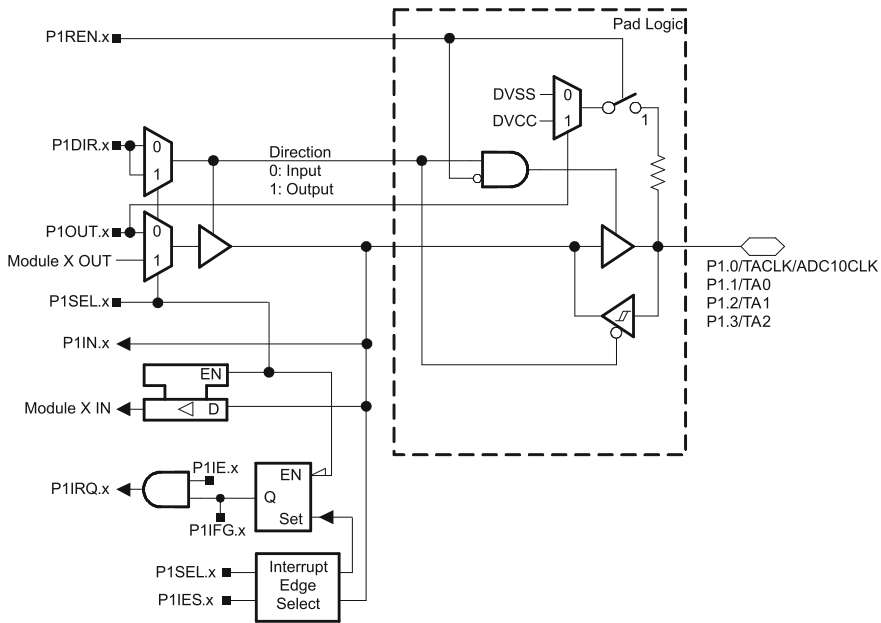 Pad Logic
P1REN.x
DVSS
0
DVCC
1
1
P1DIR.x
0
1
Direction
0: Input
1: Output
P1OUT.x
0
Module X OUT
1
P1.0/TACLK/ADC10CLK
P1.1/TA0
P1.2/TA1
P1.3/TA2
P1SEL.x
P1IN.x
EN
Module X IN
D
P1IE.x
P1IRQ.x
EN
Q
Set
P1IFG.x
P1SEL.x
P1IES.x
Interrupt
Edge
Select